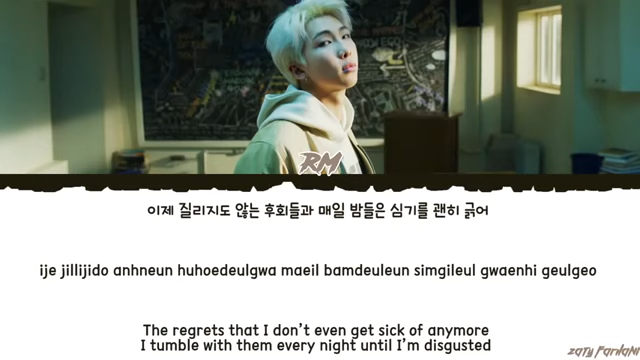 RM
이제 질리지도 않는 후회들과 매일 밤들은 심기를 괜히 긁어
ije jillijido anhneun huhoedeulgwa maeil bamdeuleun simgileul gwaenhi geulgeo
The regrets that I don't even get sick of anymore
I tumble with them every night until I'm disgusted